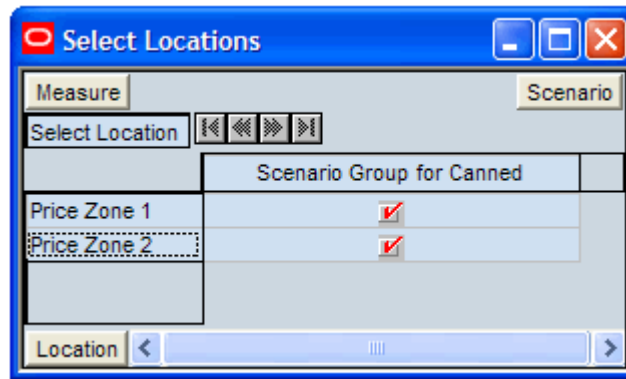 Select Locations
Measure Scenario
Select Location
Scenario Group for Canned
Price Zone 1
Price Zone 2
Location